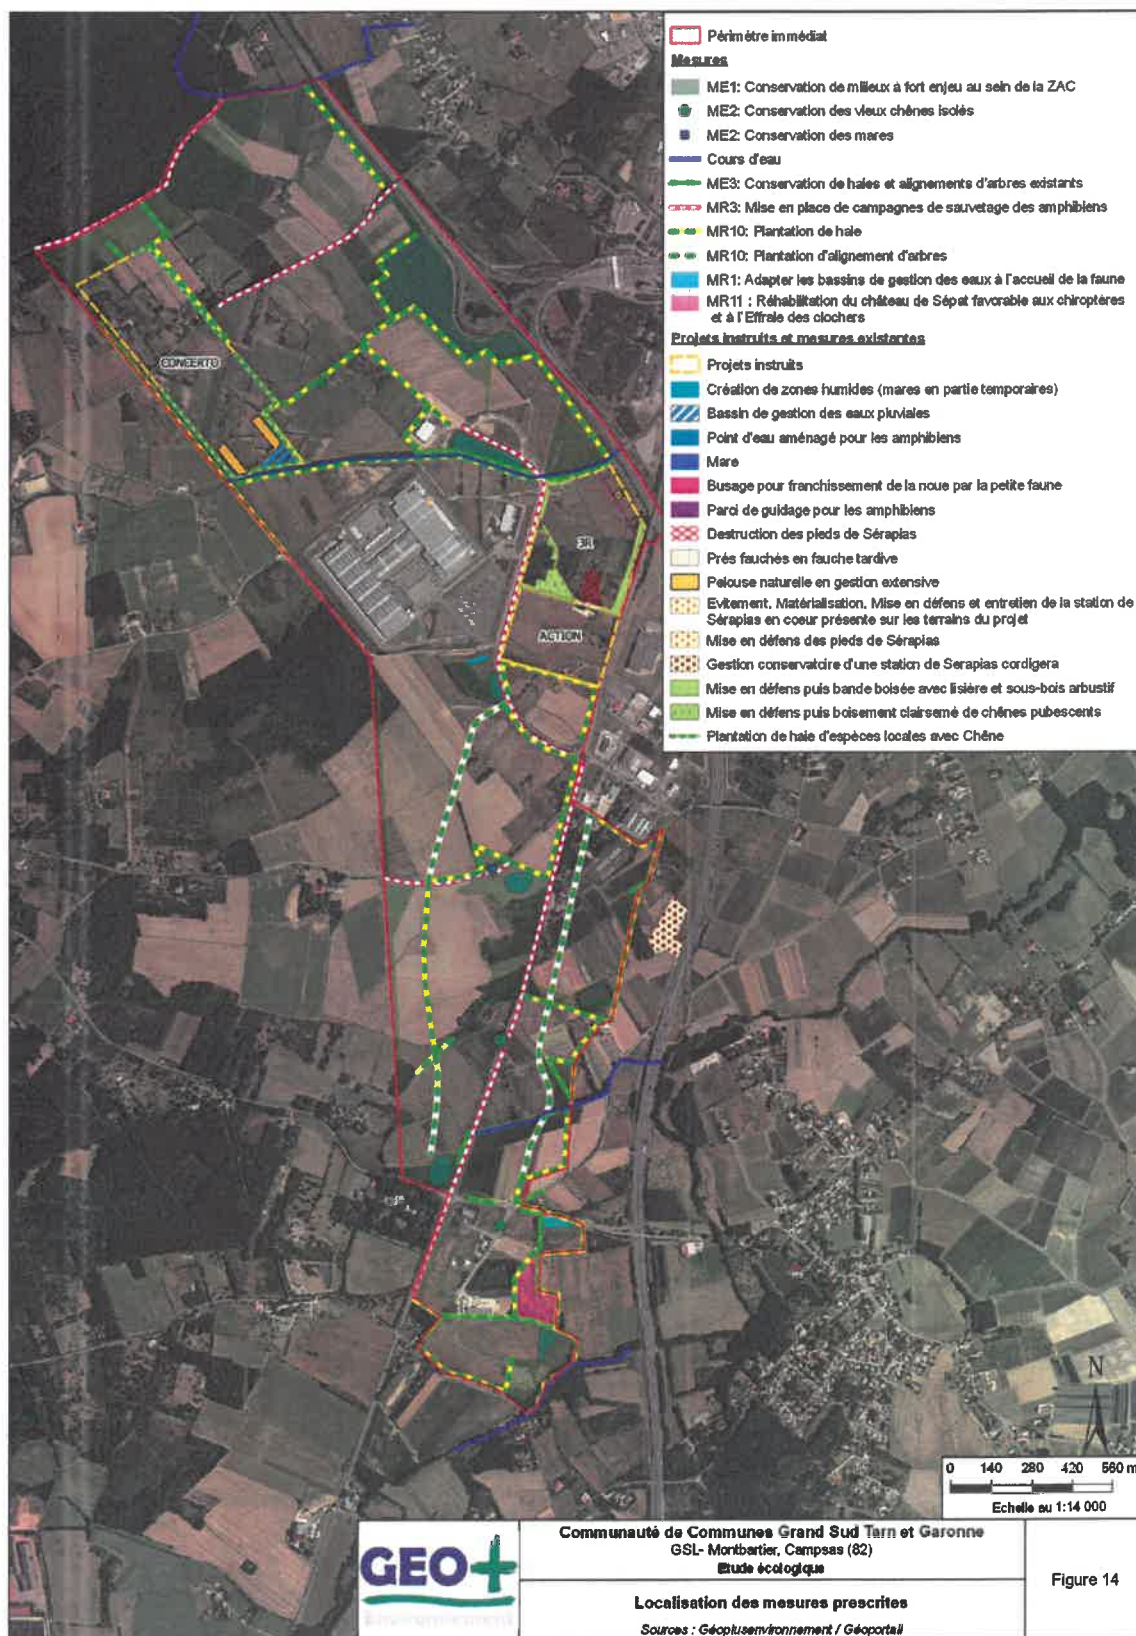 Périmètre immédiat
Mesures
ME1: Conservation de milieux à fort enjeu au sein de la ZAC
ME2: Conservation des vieux chênes isolés
ME2: Conservation des mares
Cours d'eau
ME3: Conservation de haies et alignements d'arbres existants
MR3: Mise en place de campagnes de sauvetage des amphibiens
MR10: Plantation de haie
MR10: Plantation d'alignement d'arbres
MR1: Adapter les bassins de gestion des eaux à l'accueil de la faune
MR11 : Réhabilitation du château de Sépat favorable aux chiroptères
et à l'Effraie des clochers
Projets instruits et mesures existantes
Projets instruits
Création de zones humides (mares en partie temporaires)
Bassin de gestion des eaux pluviales
Point d'eau aménagé pour les amphibiens
Mare
Busage pour franchissement de la noue par la petite faune
Paroi de guidage pour les amphibiens
Destruction des pieds de Sérapias
Prés fauchés en fauche tardive
Pelouse naturelle en gestion extensive
Evitement, Matérialisation, Mise en défens et entretien de la station de
Sérapias en coeur présente sur les terrains du projet
Mise en défens des pieds de Sérapias
Gestion conservatoire d'une station de Serapias cordigera
Mise en défens puis bande boisée avec lisière et sous-bois arbustif
Mise en défens puis boisement clairsemé de chênes pubescents
Plantation de haie d'espèces locales avec Chêne
CONCERTO
3R
ACTION
N
0 140 280 420 560 m
Echelle au 1:14 000
GEO+
Environnement
Communauté de Communes Grand Sud Tarn et Garonne
GSL- Montbartier, Campsas (82)
Etude écologique
Localisation des mesures prescrites
Sources : Géoplusenvironnement / Géoportail
Figure 14